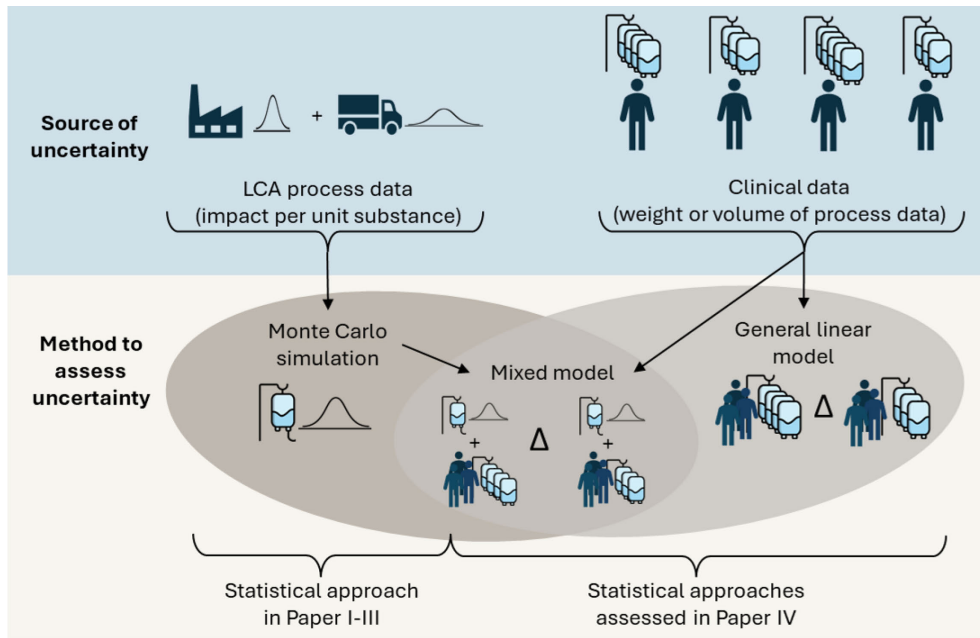 Source of
uncertainty
+
LCA process data
(impact per unit substance)
Clinical data
(weight or volume of process data)
Method to
assess
uncertainty
Monte Carlo
simulation
Mixed model
General linear
model
+
Δ
+
Δ
Statistical approach
in Paper I-III
Statistical approaches
assessed in Paper IV